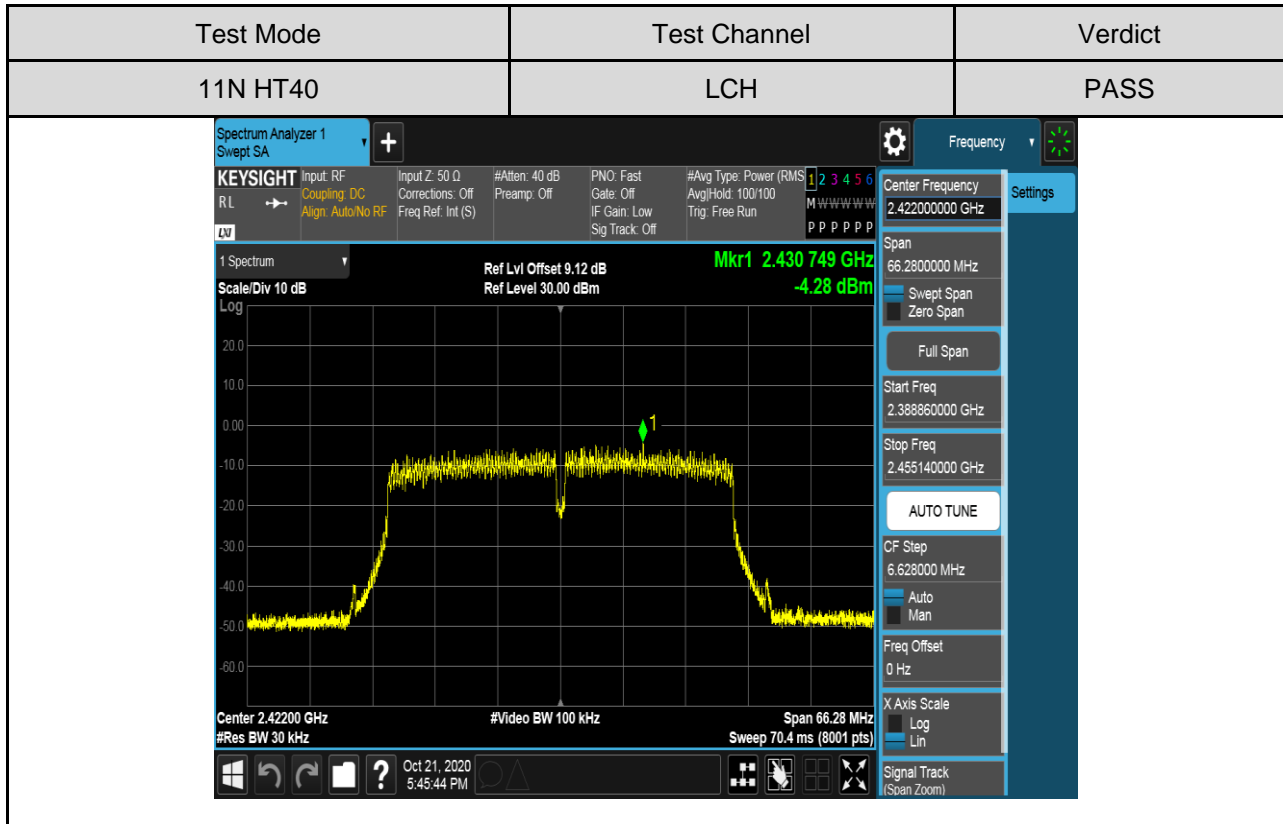 Test Mode Test Channel Verdict
11N HT40 LCH PASS
Spectrum Analyzer 1
Swept SA
Frequency
KEYSIGHT Input: RF Input Z: 50 Ω #Atten: 40 dB PNO: Fast #Avg Type: Power (RMS 1 2 3 4 5 6
RL Coupling: DC Corrections: Off Preamp: Off Gate: Off Avg|Hold: 100/100 M W W W W W
Align: Auto/No RF Freq Ref: Int (S) IF Gain: Low Trig: Free Run
LXI Sig Track: Off P P P P P P
1 Spectrum
Ref Lvl Offset 9.12 dB Mkr1 2.430 749 GHz
Scale/Div 10 dB Ref Level 30.00 dBm -4.28 dBm
Log
20.0
10.0
0.00
1
-10.0
-20.0
-30.0
-40.0
-50.0
-60.0
Center 2.42200 GHz #Video BW 100 kHz Span 66.28 MHz
#Res BW 30 kHz Sweep 70.4 ms (8001 pts)
Oct 21, 2020
5:45:44 PM
Center Frequency
2.422000000 GHz
Settings
Span
66.2800000 MHz
Swept Span
Zero Span
Full Span
Start Freq
2.388860000 GHz
Stop Freq
2.455140000 GHz
AUTO TUNE
CF Step
6.628000 MHz
Auto
Man
Freq Offset
0 Hz
X Axis Scale
Log
Lin
Signal Track
(Span Zoom)